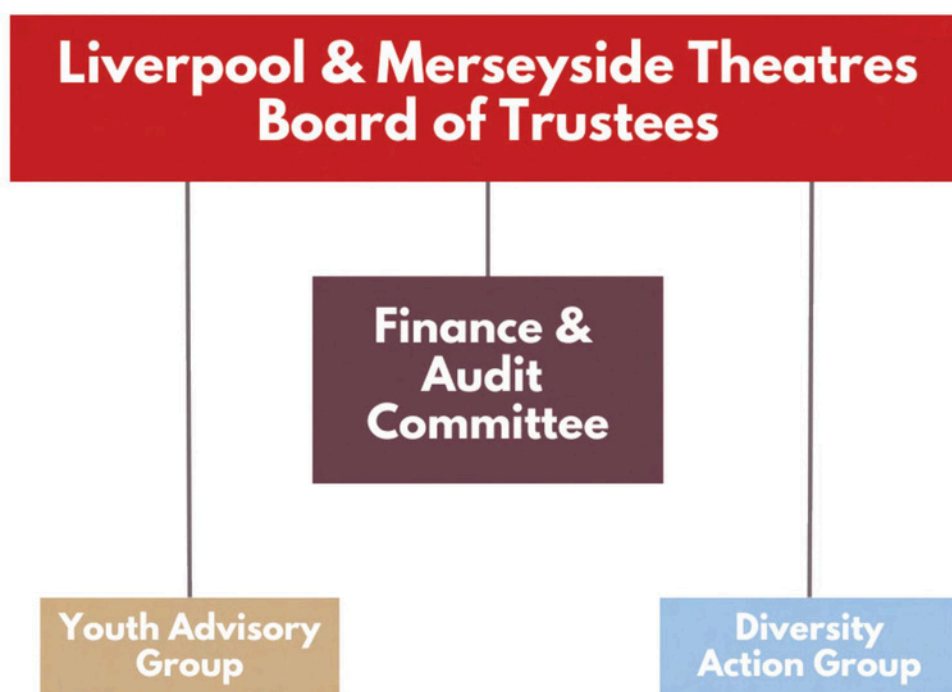 Liverpool & Merseyside Theatres
Board of Trustees
Finance &
Audit
Committee
Youth Advisory
Group
Diversity
Action Group